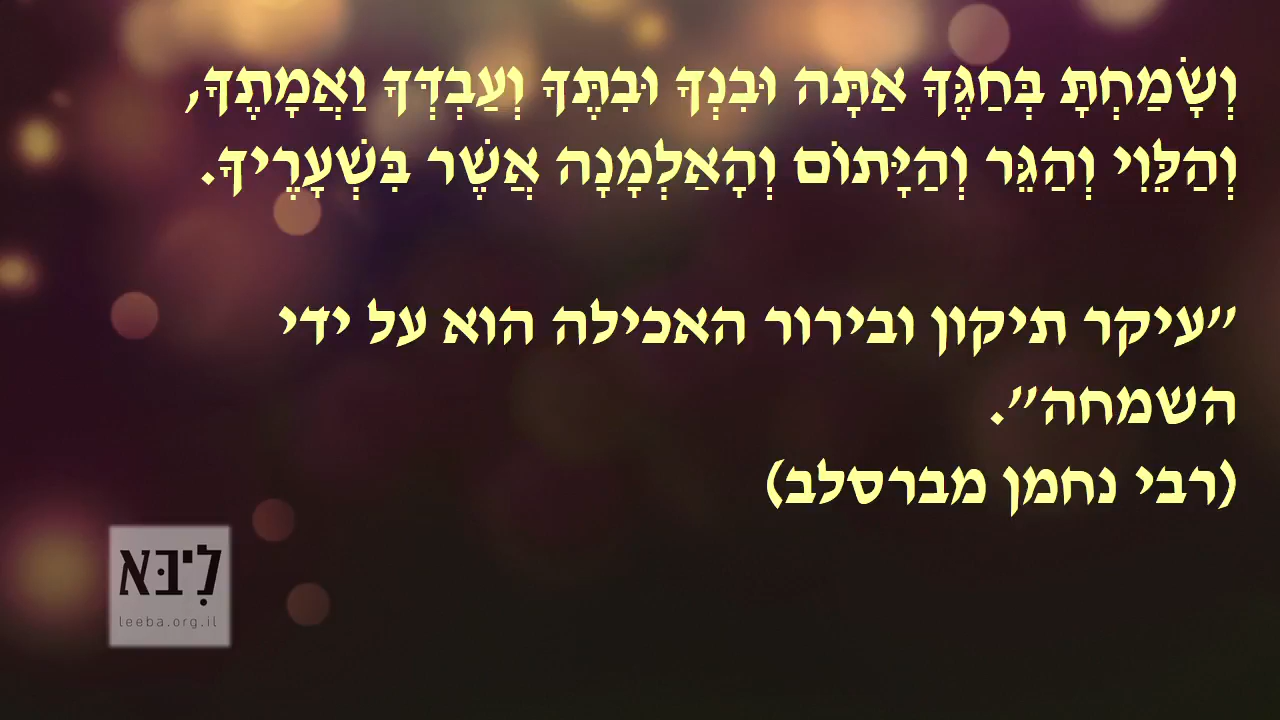 וְשָׂמַחְתָּ בְּחַגֶּךָ אַתָּה וּבִנְךָ וּבִתֶּךָ וְעַבְדְּךָ וַאֲמָתֶךָ,
וְהַלֵּוִי וְהַגֵּר וְהַיָּתוֹם וְהָאַלְמָנָה אֲשֶׁר בִּשְׁעָרֶיךָ.
״עיקר תיקון ובירור האכילה הוא על ידי
השמחה״.
(רבי נחמן מברסלב)
לִיבּא
leeba.org.il